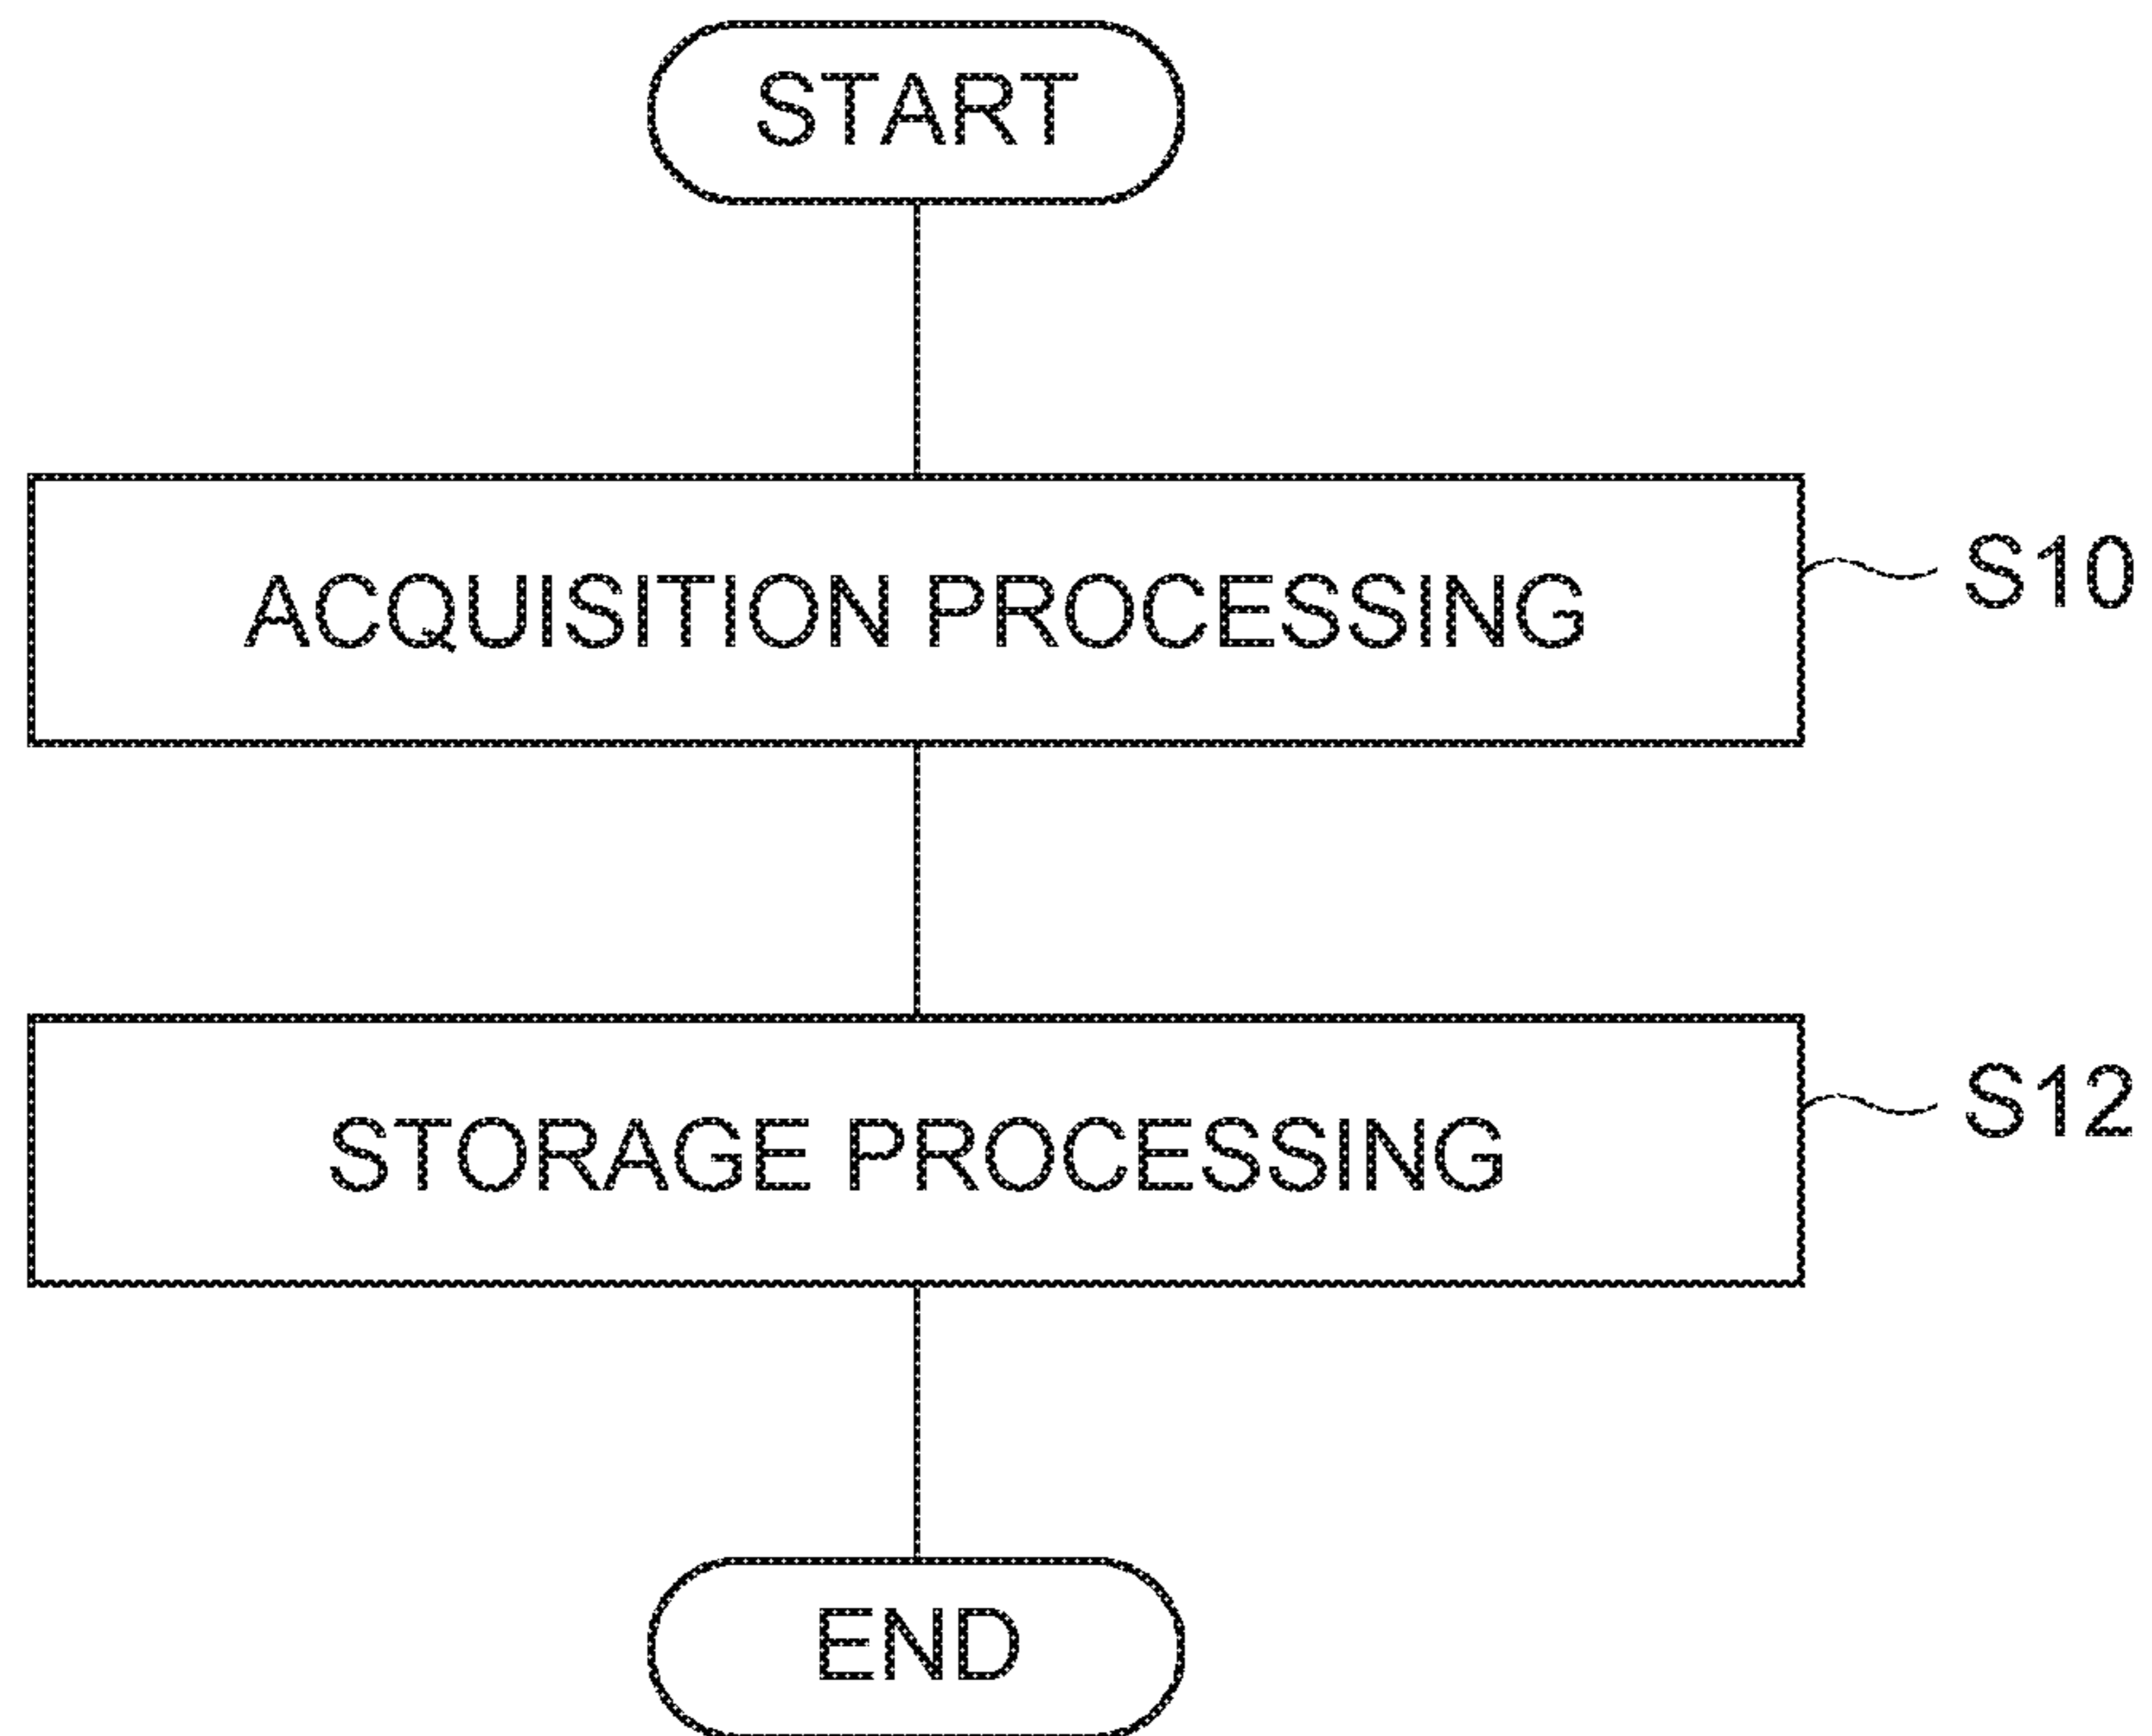 START
ACQUISITION PROCESSING
S10
STORAGE PROCESSING
S12
END